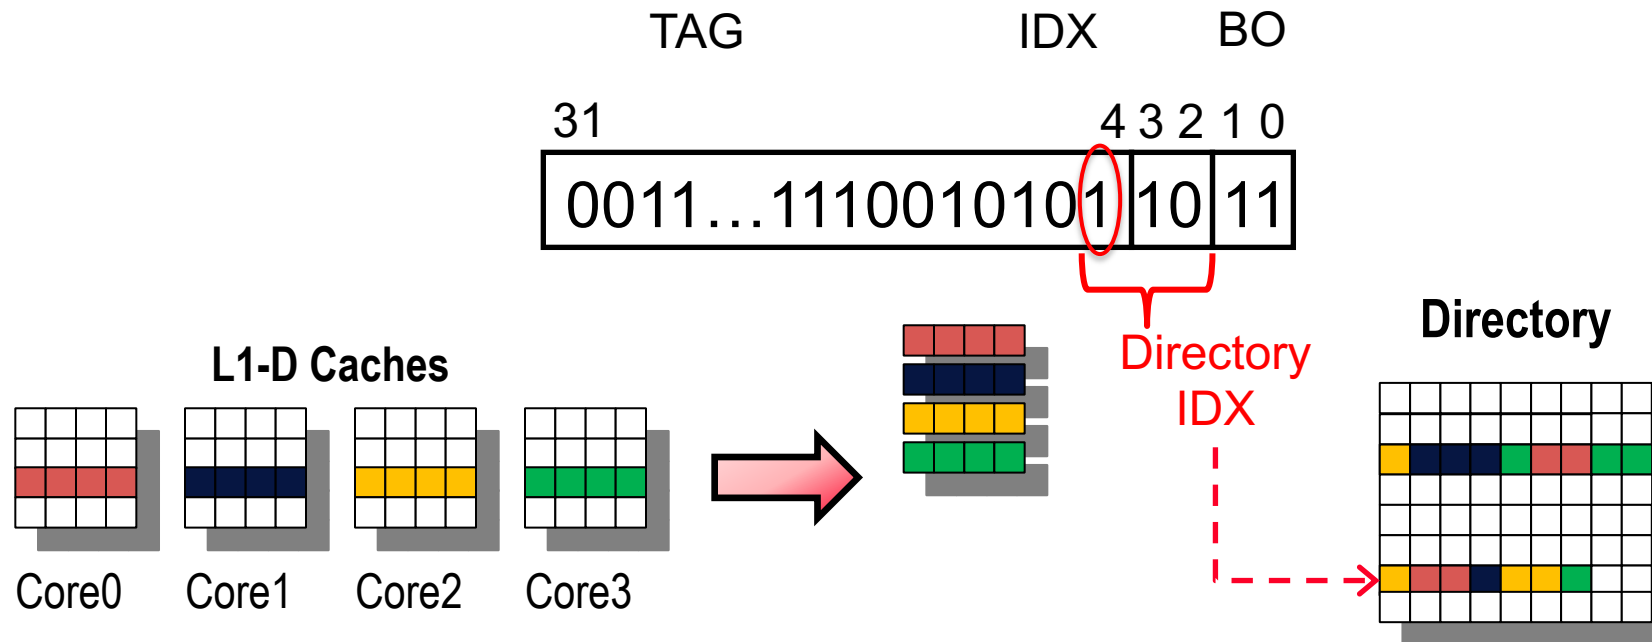 TAG IDX BO
31 4 3 2 1 0
0011...1110010101 10 11
Directory
IDX
Directory
L1-D Caches
Core0 Core1 Core2 Core3